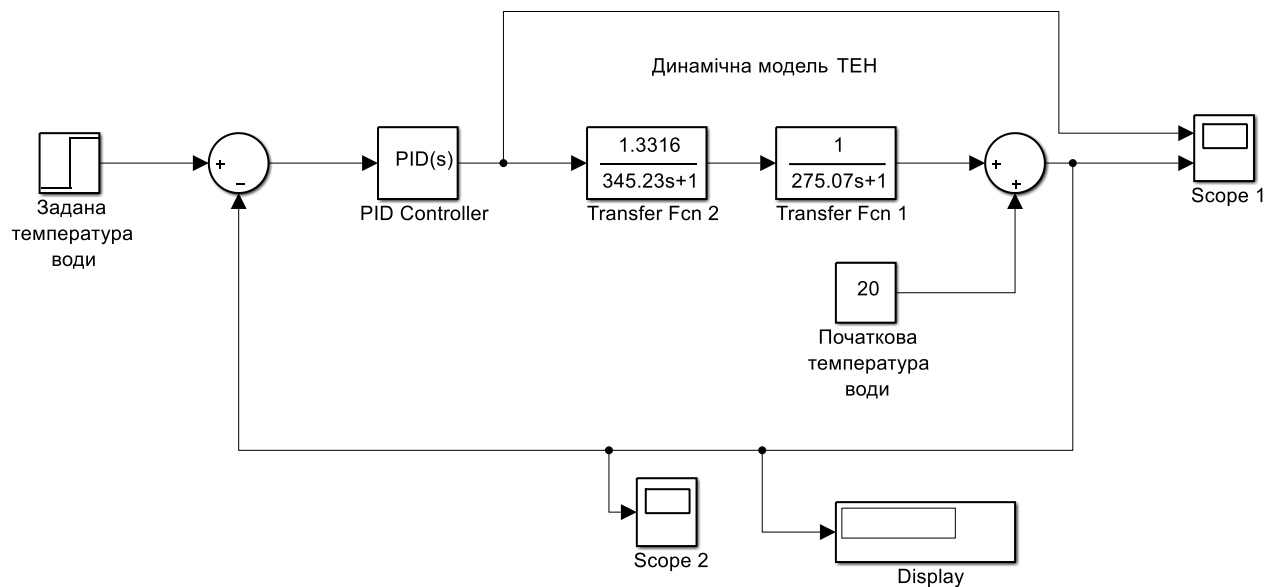 Динамічна модель ТЕН
+
−
PID(s)
1.3316
345.23s+1
1
275.07s+1
+
+
Задана
температура
води
PID Controller
Transfer Fcn 2
Transfer Fcn 1
Scope 1
20
Початкова
температура
води
Scope 2
Display